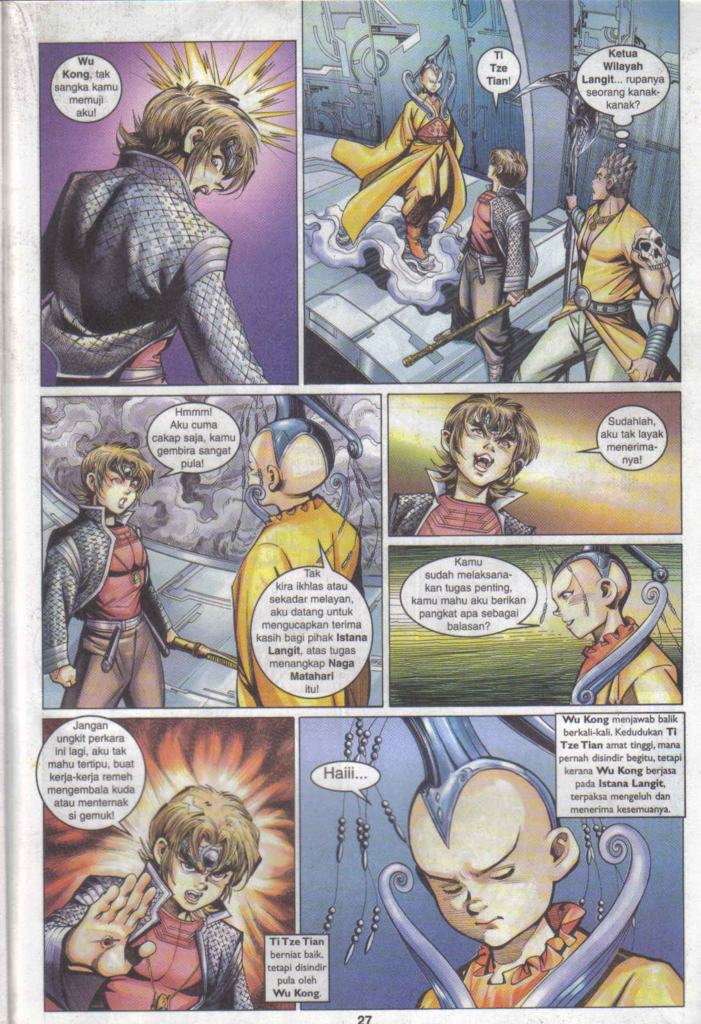 Wu
Kong, tak
sangka kamu
memuji
aku!
Ti
Tze
Tian!
Ketua
Wilayah
Langit... rupanya
seorang kanak-
kanak?
Hmmm!
Aku cuma
cakap saja, kamu
gembira sangat
pula!
Tak
kira ikhlas atau
sekadar melayan,
aku datang untuk
mengucapkan terima
kasih bagi pihak Istana
Langit, atas tugas
menangkap Naga
Matahari
itu!
Sudahlah,
aku tak layak
menerima-
nya!
Kamu
sudah melaksana-
kan tugas penting,
kamu mahu aku berikan
pangkat apa sebagai
balasan?
Jangan
ungkit perkara
ini lagi, aku tak
mahu tertipu, buat
kerja-kerja remeh
mengembala kuda
atau menternak
si gemuk!
Ti Tze Tian
berniat baik,
tetapi disindir
pula oleh
Wu Kong.
Haiii...
Wu Kong menjawab balik
berkali-kali. Kedudukan Ti
Tze Tian amat tinggi, mana
pernah disindir begitu, tetapi
kerana Wu Kong berjasa
pada Istana Langit,
terpaksa mengeluh dan
menerima kesemuanya.
27